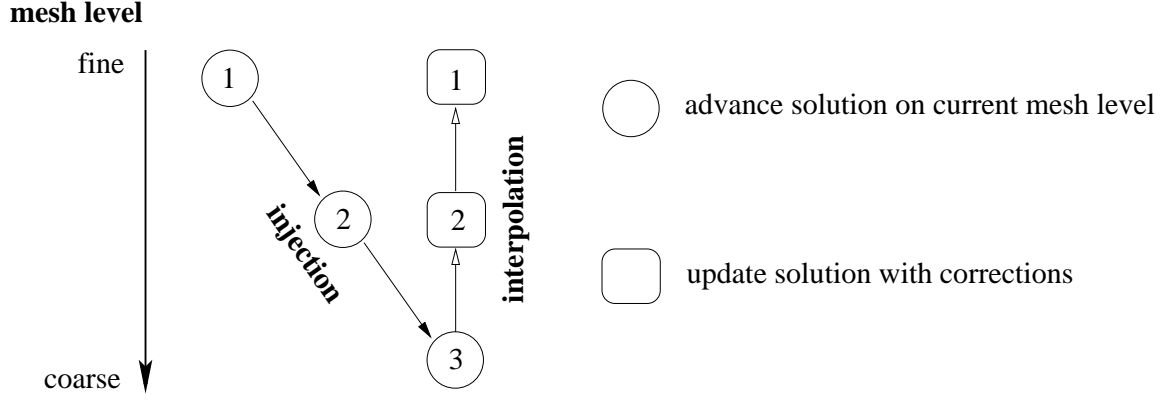 mesh level
fine
1
1
advance solution on current mesh level
injection
2
2
interpolation
update solution with corrections
3
coarse